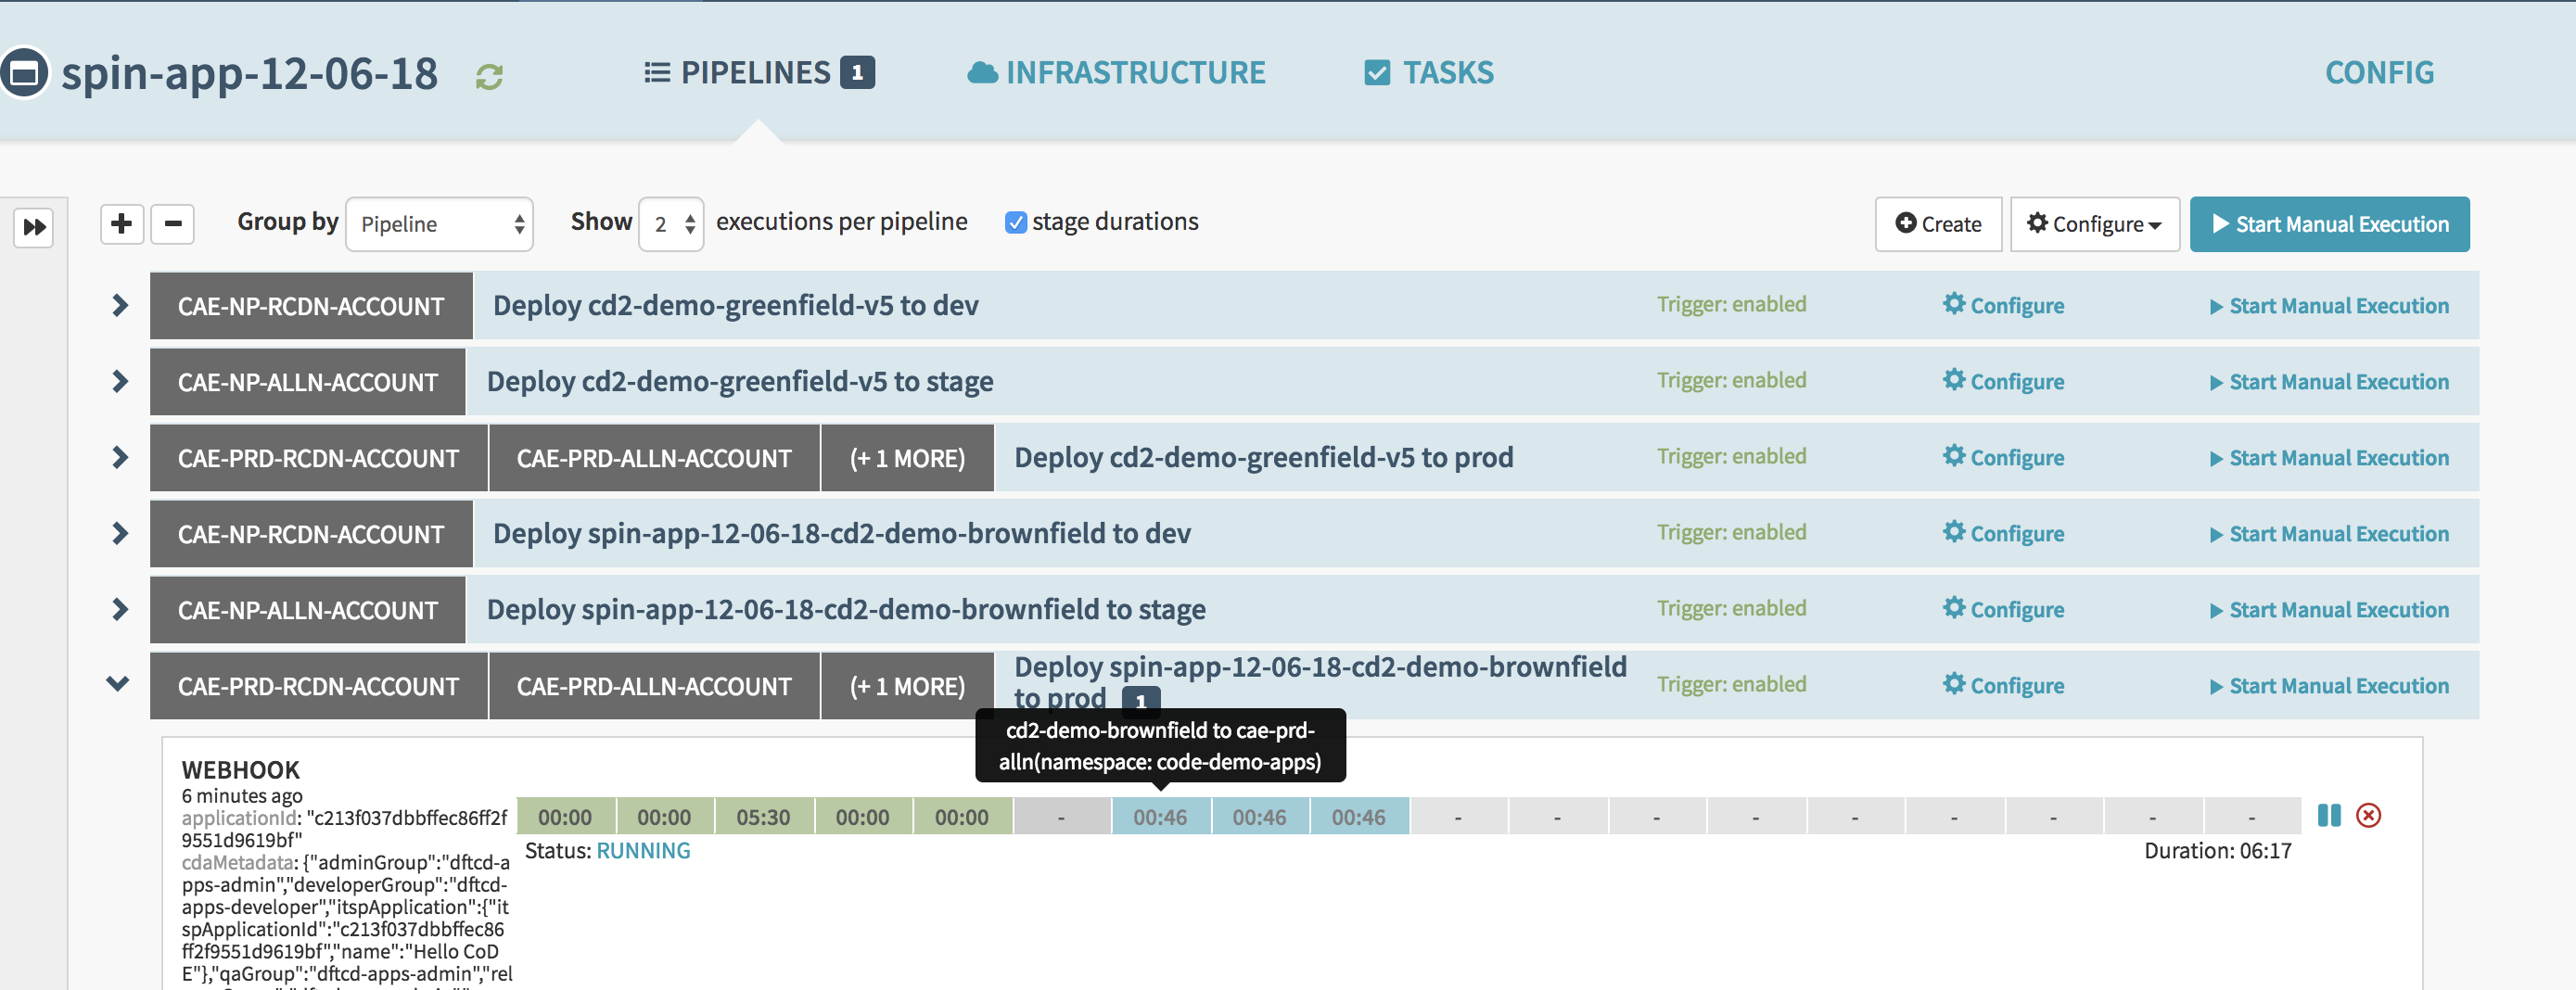 spin-app-12-06-18
PIPELINES 1
INFRASTRUCTURE
TASKS
CONFIG
Group by Pipeline Show 2 executions per pipeline stage durations
Create Configure Start Manual Execution
CAE-NP-RCDN-ACCOUNT Deploy cd2-demo-greenfield-v5 to dev Trigger: enabled Configure Start Manual Execution
CAE-NP-ALLN-ACCOUNT Deploy cd2-demo-greenfield-v5 to stage Trigger: enabled Configure Start Manual Execution
CAE-PRD-RCDN-ACCOUNT CAE-PRD-ALLN-ACCOUNT (+ 1 MORE) Deploy cd2-demo-greenfield-v5 to prod Trigger: enabled Configure Start Manual Execution
CAE-NP-RCDN-ACCOUNT Deploy spin-app-12-06-18-cd2-demo-brownfield to dev Trigger: enabled Configure Start Manual Execution
CAE-NP-ALLN-ACCOUNT Deploy spin-app-12-06-18-cd2-demo-brownfield to stage Trigger: enabled Configure Start Manual Execution
CAE-PRD-RCDN-ACCOUNT CAE-PRD-ALLN-ACCOUNT (+ 1 MORE) Deploy spin-app-12-06-18-cd2-demo-brownfield
to prod 1
Trigger: enabled Configure Start Manual Execution
cd2-demo-brownfield to cae-prd-
alln(namespace: code-demo-apps)
WEBHOOK
6 minutes ago
applicationId: "c213f037dbbffec86ff2f
9551d9619bf"
cdaMetadata: {"adminGroup":"dftcd-a
pps-admin","developerGroup":"dftcd-
apps-developer","itspApplication":{"it
spApplicationId":"c213f037dbbffec86
ff2f9551d9619bf","name":"Hello CoD
E"},"qaGroup":"dftcd-apps-admin","rel
00:00 00:00 05:30 00:00 00:00 - 00:46 00:46 00:46 - - - - - - - - -
Status: RUNNING
Duration: 06:17